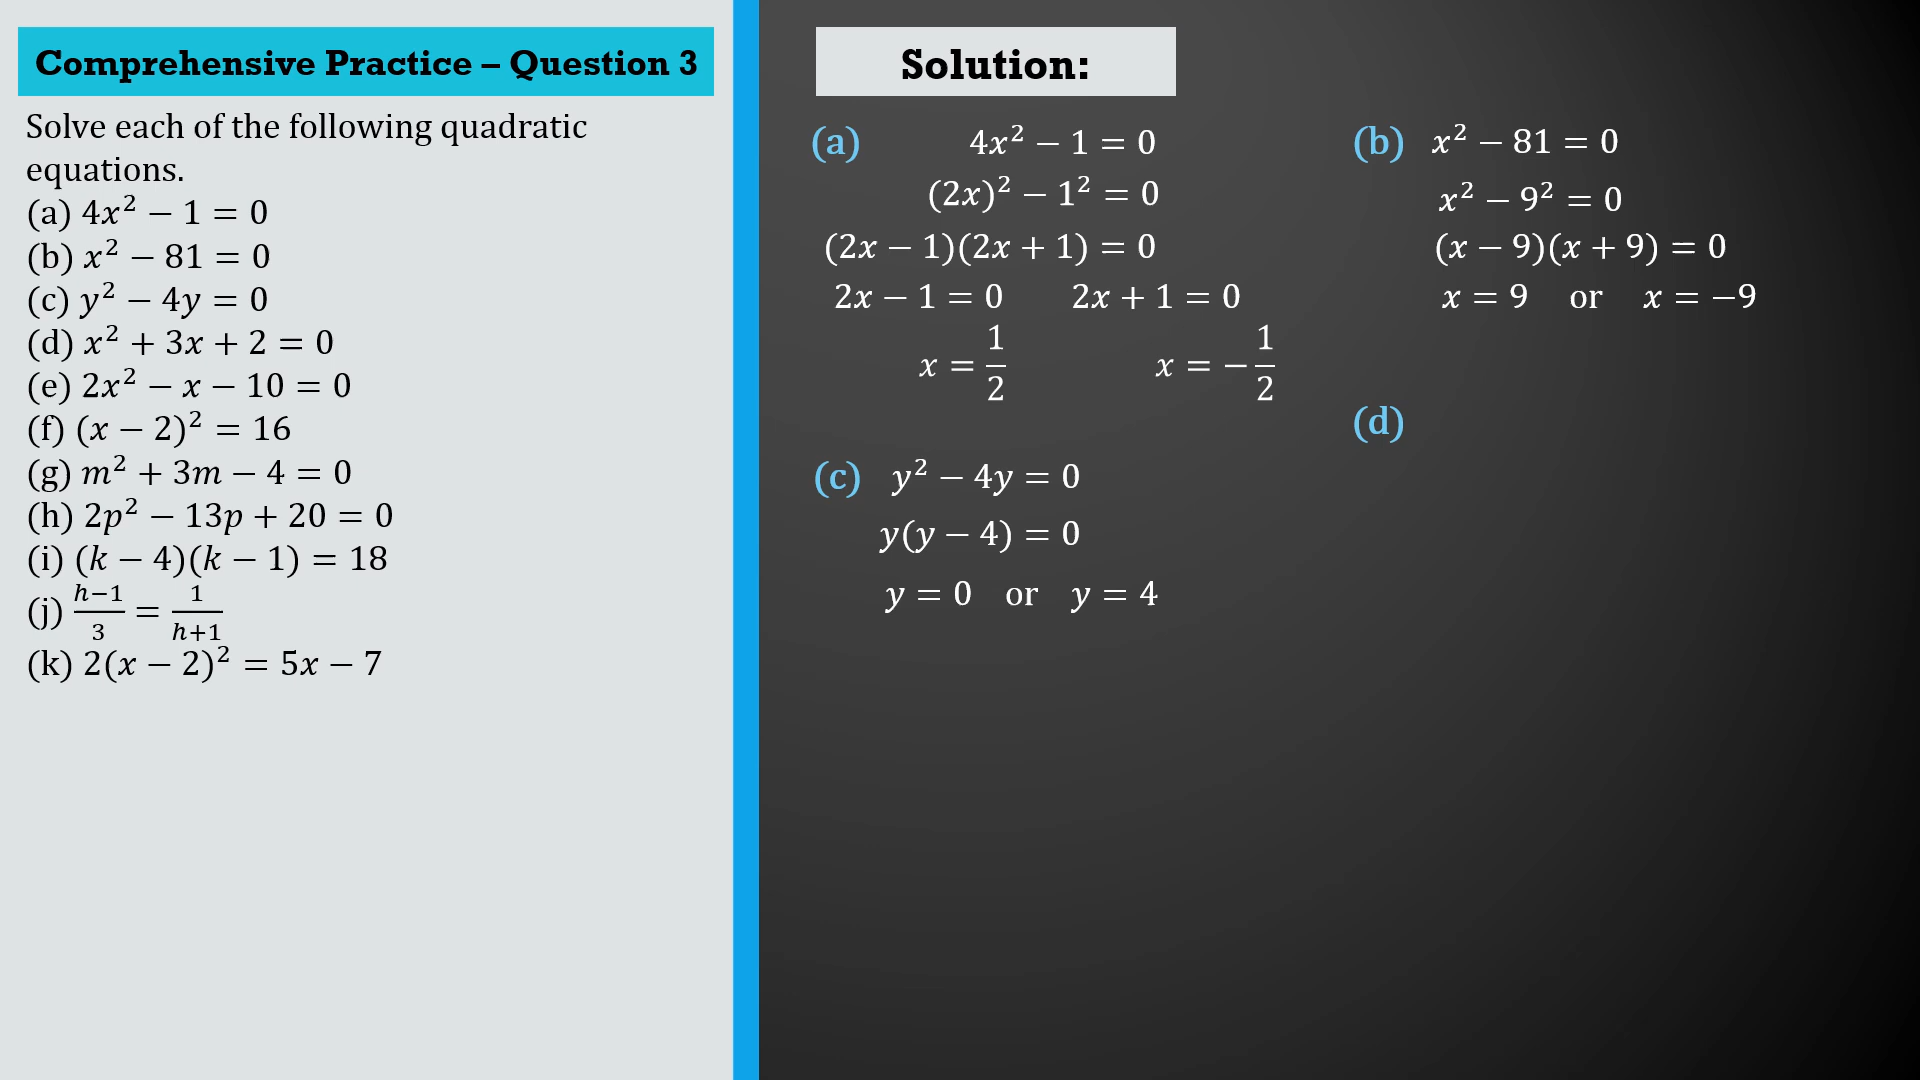 Comprehensive Practice – Question 3
Solve each of the following quadratic
equations.
(a) 4x² − 1 = 0
(b) x² − 81 = 0
(c) y² − 4y = 0
(d) x² + 3x + 2 = 0
(e) 2x² − x − 10 = 0
(f) (x − 2)² = 16
(g) m² + 3m − 4 = 0
(h) 2p² − 13p + 20 = 0
(i) (k − 4)(k − 1) = 18
(j) (h−1)/3 = 1/(h+1)
(k) 2(x − 2)² = 5x − 7
Solution:
(a) 4x² − 1 = 0
(2x)² − 1² = 0
(2x − 1)(2x + 1) = 0
2x − 1 = 0 2x + 1 = 0
x = 1/2 x = −1/2
(b) x² − 81 = 0
x² − 9² = 0
(x − 9)(x + 9) = 0
x = 9 or x = −9
(c) y² − 4y = 0
y(y − 4) = 0
y = 0 or y = 4
(d)